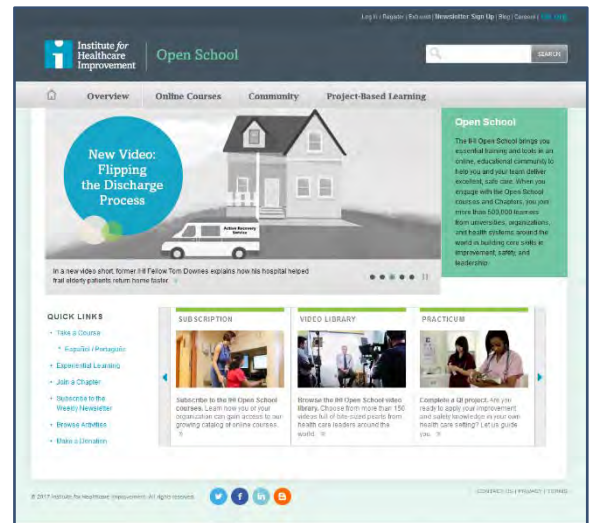 Log In | Register | Extranet | Newsletter Sign Up | Blog | Careers |
Institute for
Healthcare
Improvement
Open School
SEARCH
Overview
Online Courses
Community
Project-Based Learning
New Video:
Flipping
the Discharge
Process
Active Recovery
Service
In a new video short, former IHI Fellow Tom Downes explains how his hospital helped
frail elderly patients return home faster.
Open School
The IHI Open School brings you
essential training and tools in an
online, educational community to
help you and your team deliver
excellent, safe care. When you
engage with the Open School
courses and Chapters, you join
more than 500,000 learners
from universities, organizations,
and health systems around the
world in building core skills in
improvement, safety, and
leadership.
QUICK LINKS
Take a Course
Español / Português
Experiential Learning
Join a Chapter
Subscribe to the
Weekly Newsletter
Browse Activities
Make a Donation
SUBSCRIPTION
Subscribe to the IHI Open School
courses. Learn how you or your
organization can gain access to our
growing catalog of online courses.
VIDEO LIBRARY
Browse the IHI Open School video
library. Choose from more than 150
videos full of bite-sized pearls from
health care leaders around the
world.
PRACTICUM
Complete a QI project. Are you
ready to apply your improvement
and safety knowledge in your own
health care setting? Let us guide
you.
© 2017 Institute for Healthcare Improvement. All rights reserved.
CONTACT US | PRIVACY | TERMS